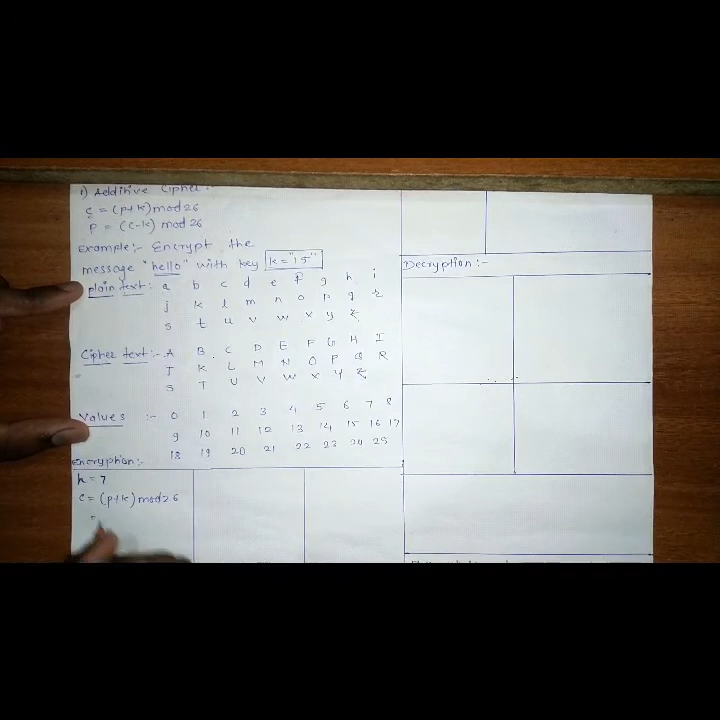 1) Additive Cipher:
C = (P+K) mod 26
P = (C-K) mod 26
Example:- Encrypt the
message "hello" with key K="15"
plain text: a b c d e f g h i
j k l m n o p q r
s t u v w x y z
Cipher text:- A B C D E F G H I
J K L M N O P Q R
S T U V W X Y Z
Values :- 0 1 2 3 4 5 6 7 8
9 10 11 12 13 14 15 16 17
18 19 20 21 22 23 24 25
Encryption:-
h = 7
C = (P+K) mod 26
=
Decryption:-